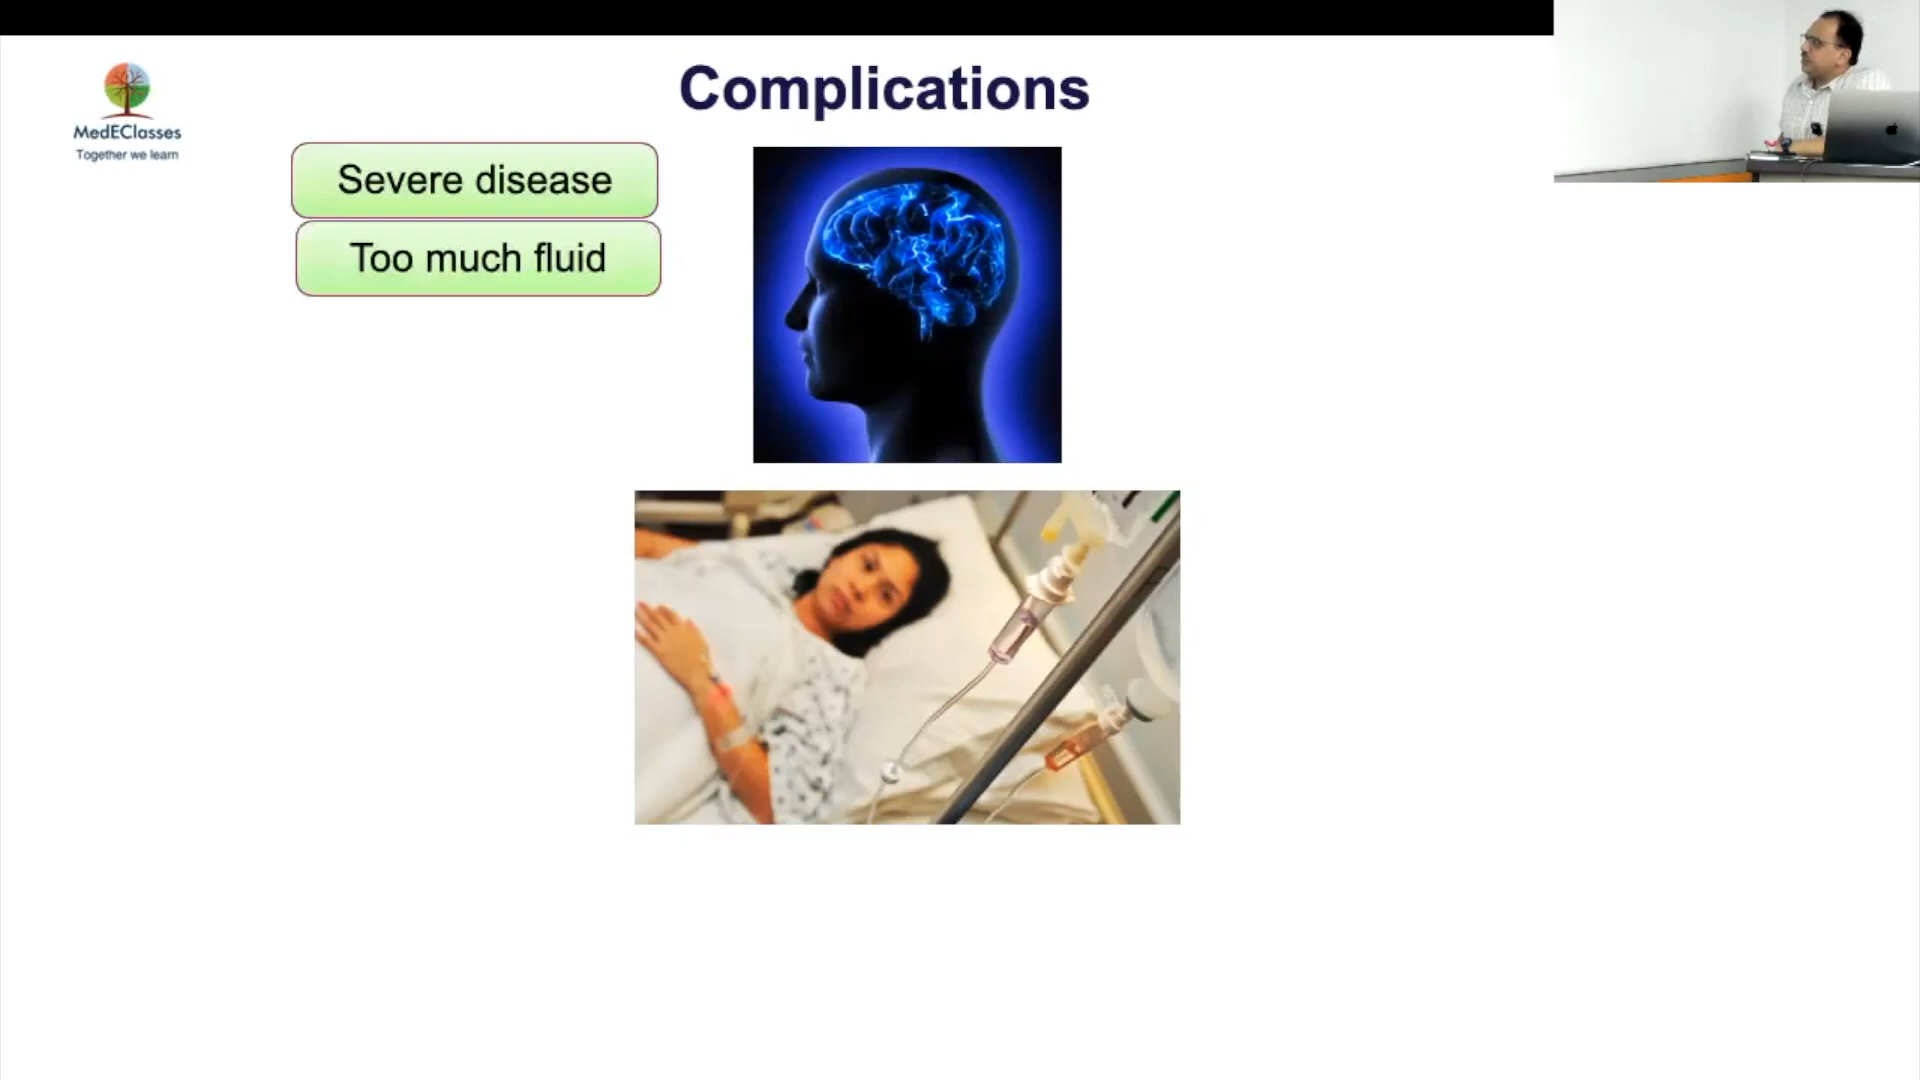 Complications
MedEClasses
Together we learn
Severe disease
Too much fluid